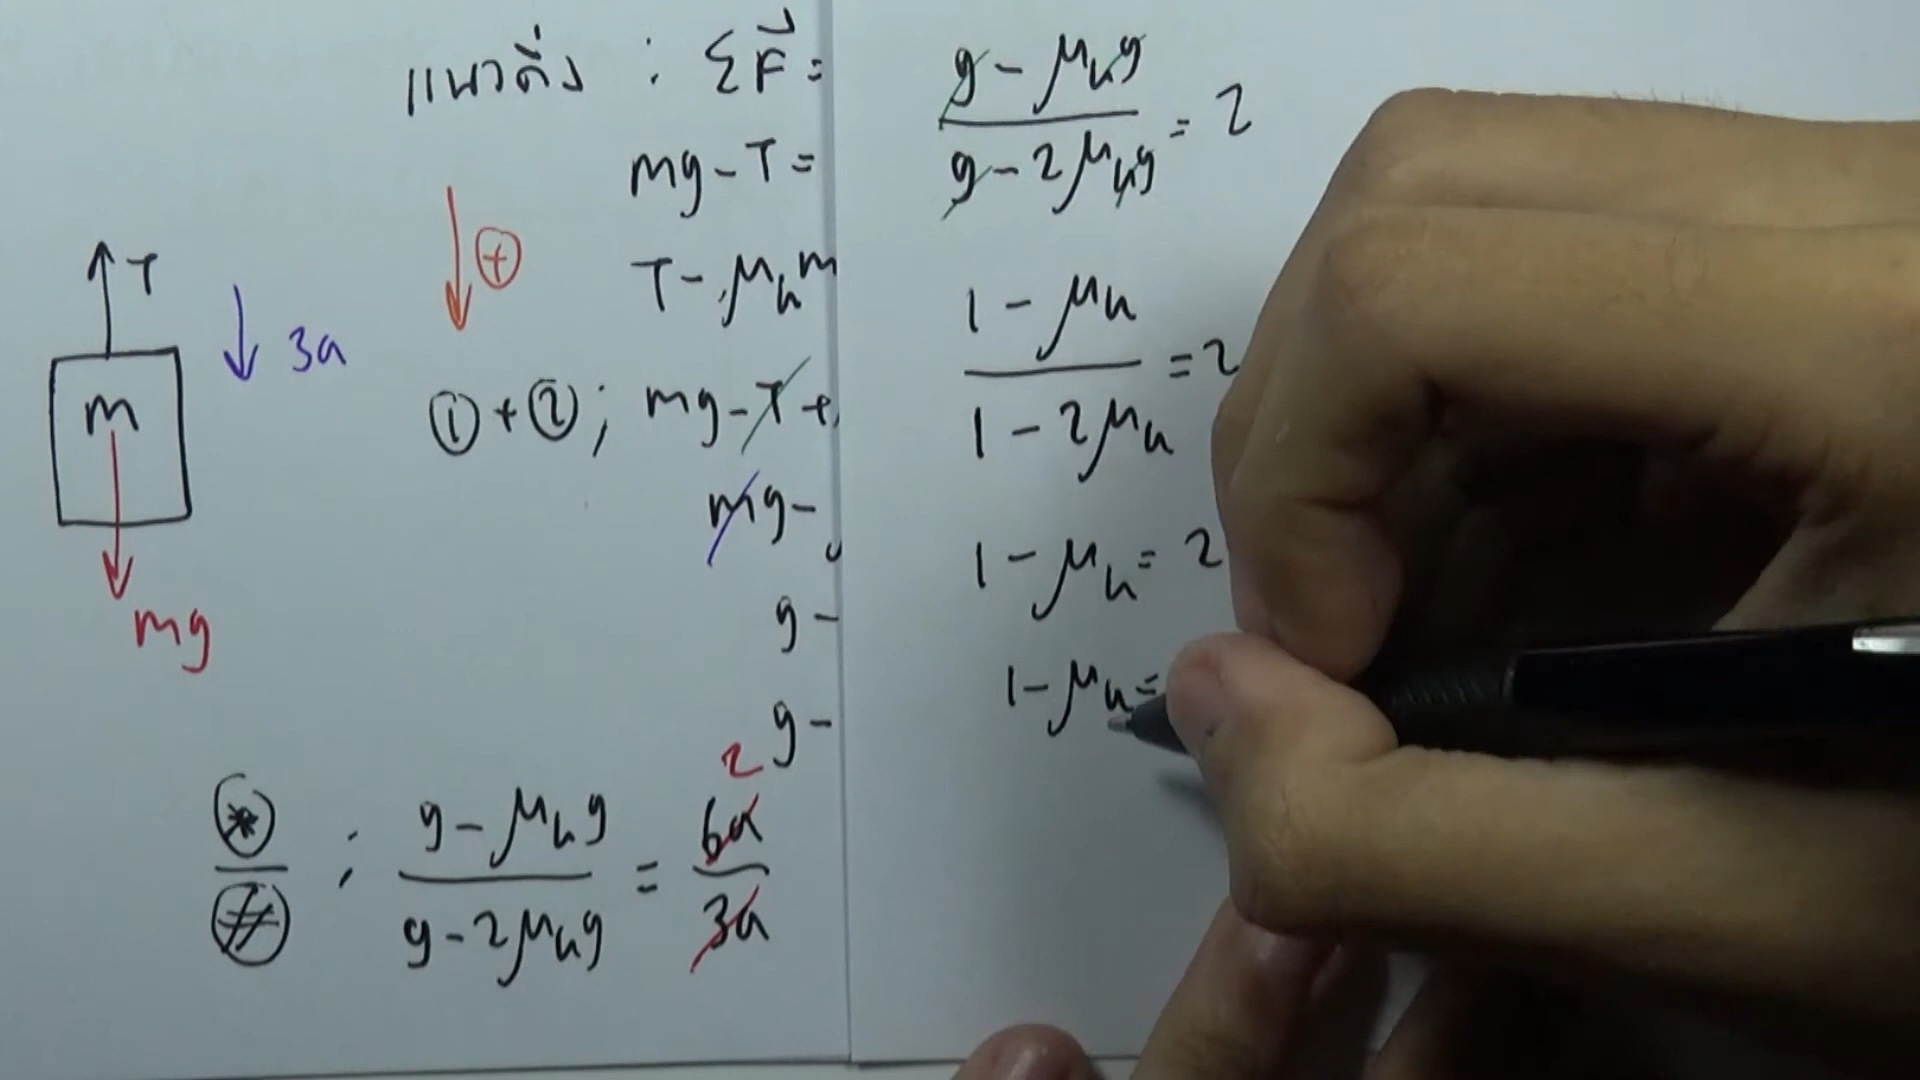 แนวดิ่ง : ΣF⃗ =
mg - T =
T - μₖm
T
3a
+
m
mg
① + ② ; mg - T +
mg -
g -
g -
⊛ / # ; (g - μₖg) / (g - 2μₖg) = 6a / 3a
2
(g - μₖg) / (g - 2μₖg) = 2
(1 - μₖ) / (1 - 2μₖ) = 2
1 - μₖ = 2
1 - μₖ =